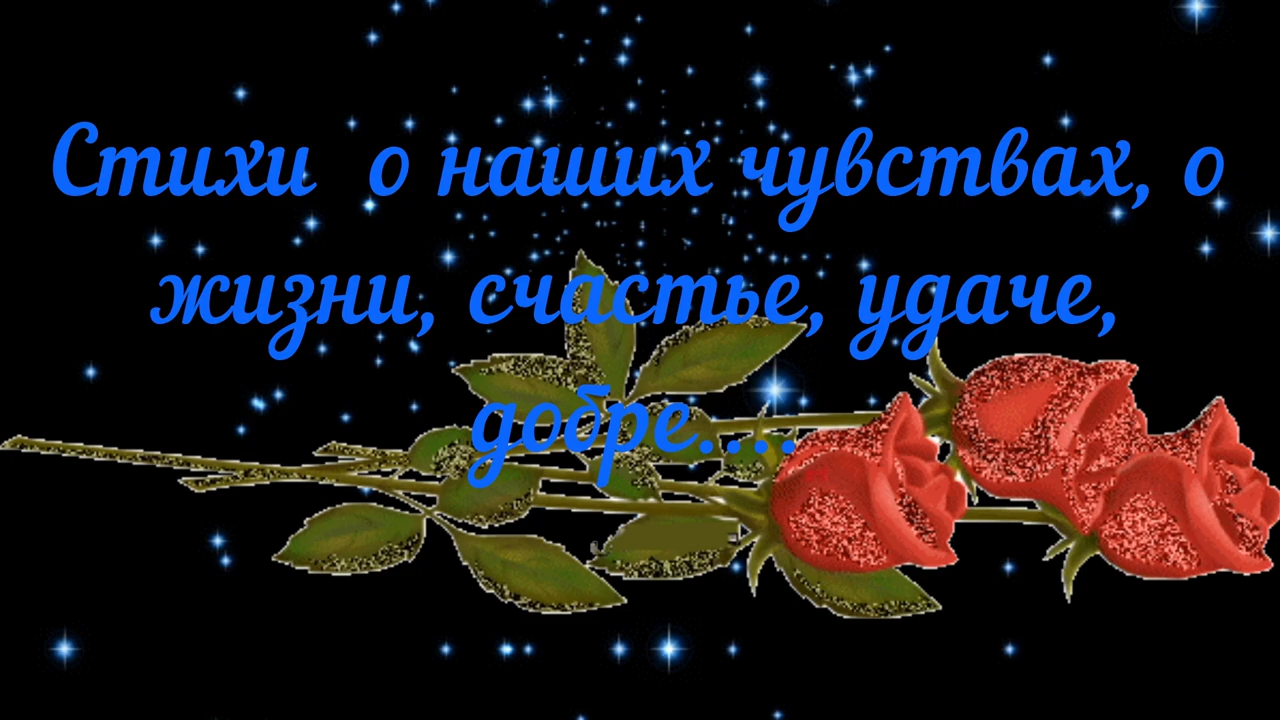 Стихи о наших чувствах, о
жизни, счастье, удаче,
добре....